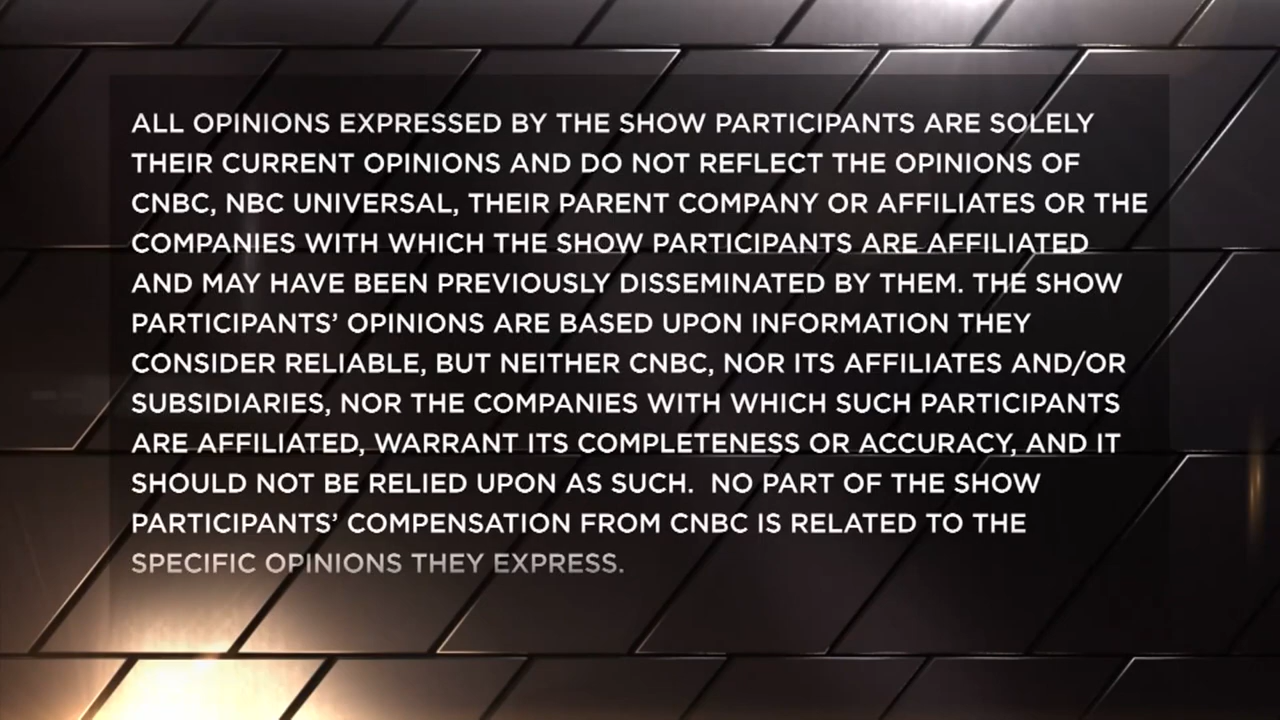 ALL OPINIONS EXPRESSED BY THE SHOW PARTICIPANTS ARE SOLELY
THEIR CURRENT OPINIONS AND DO NOT REFLECT THE OPINIONS OF
CNBC, NBC UNIVERSAL, THEIR PARENT COMPANY OR AFFILIATES OR THE
COMPANIES WITH WHICH THE SHOW PARTICIPANTS ARE AFFILIATED
AND MAY HAVE BEEN PREVIOUSLY DISSEMINATED BY THEM. THE SHOW
PARTICIPANTS’ OPINIONS ARE BASED UPON INFORMATION THEY
CONSIDER RELIABLE, BUT NEITHER CNBC, NOR ITS AFFILIATES AND/OR
SUBSIDIARIES, NOR THE COMPANIES WITH WHICH SUCH PARTICIPANTS
ARE AFFILIATED, WARRANT ITS COMPLETENESS OR ACCURACY, AND IT
SHOULD NOT BE RELIED UPON AS SUCH.  NO PART OF THE SHOW
PARTICIPANTS’ COMPENSATION FROM CNBC IS RELATED TO THE
SPECIFIC OPINIONS THEY EXPRESS.